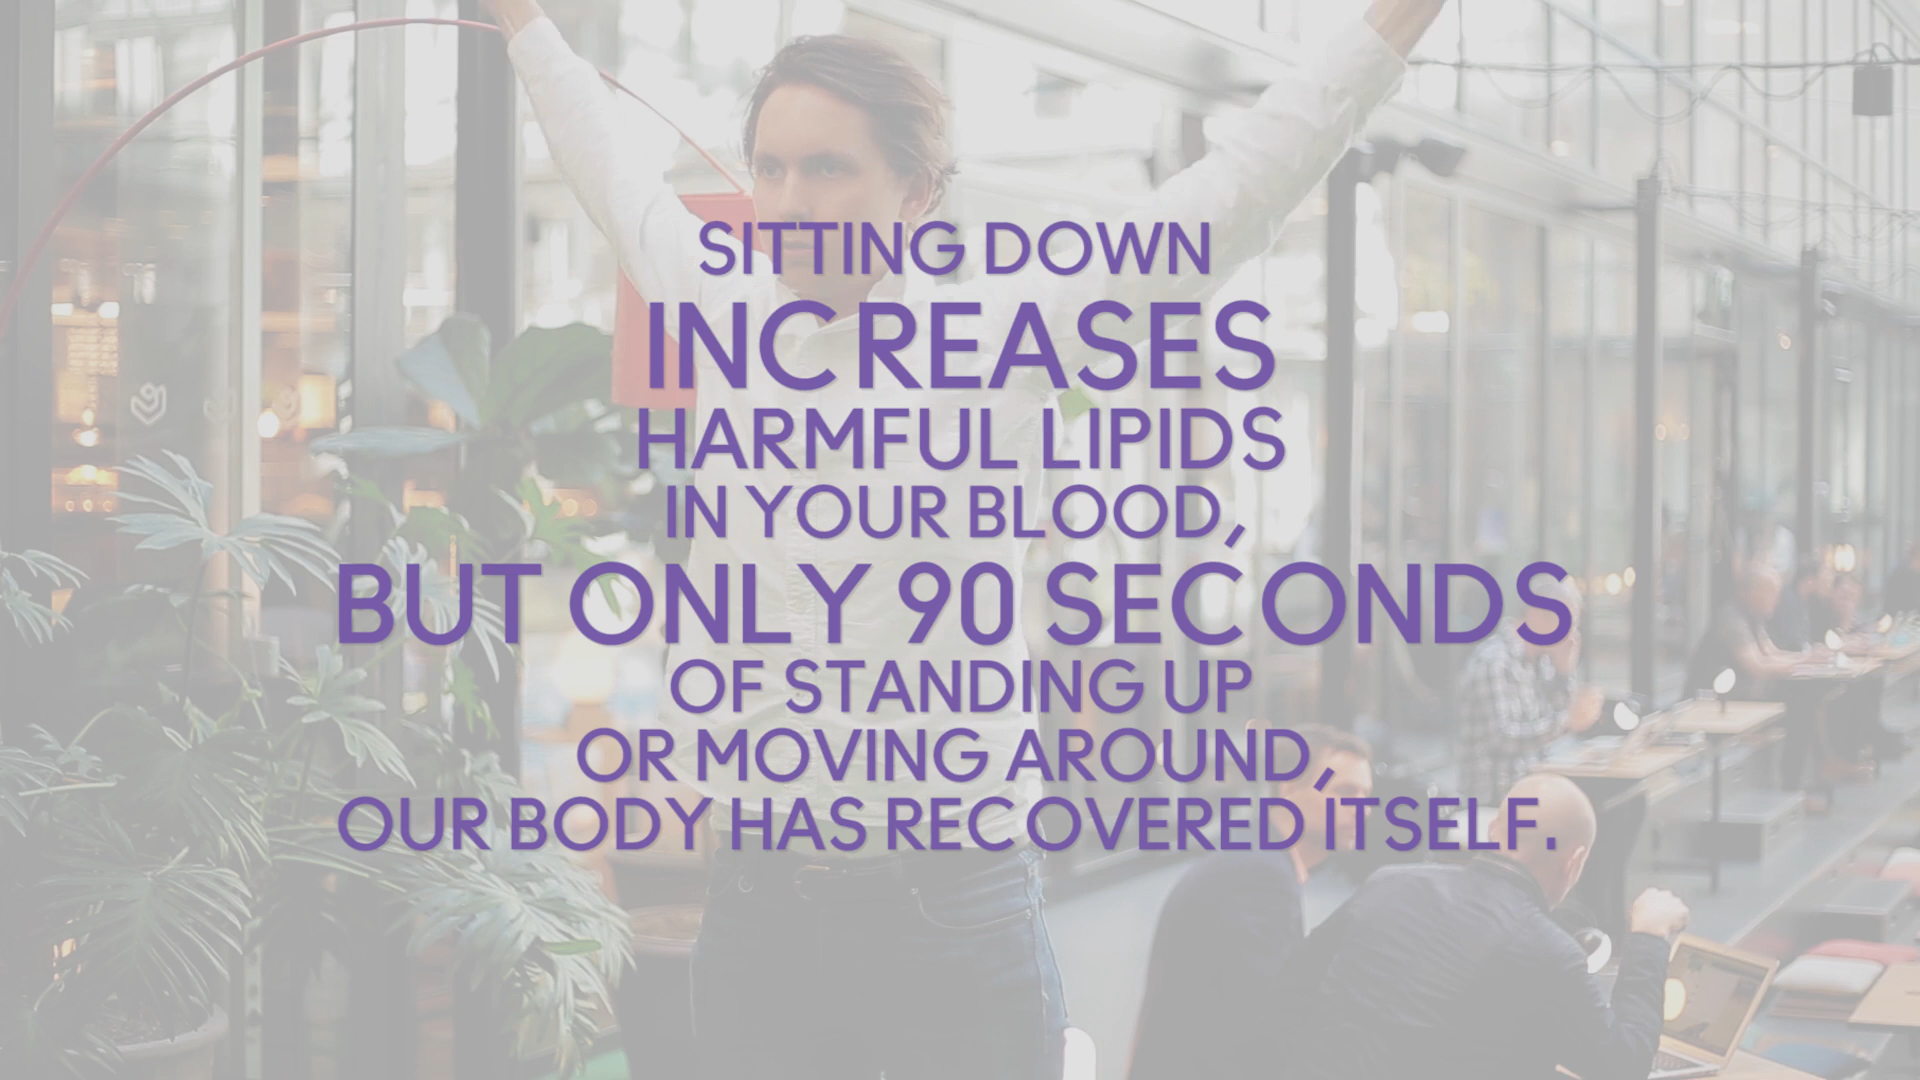 SITTING DOWN
INCREASES
HARMFUL LIPIDS
IN YOUR BLOOD,
BUT ONLY 90 SECONDS
OF STANDING UP
OR MOVING AROUND,
OUR BODY HAS RECOVERED ITSELF.